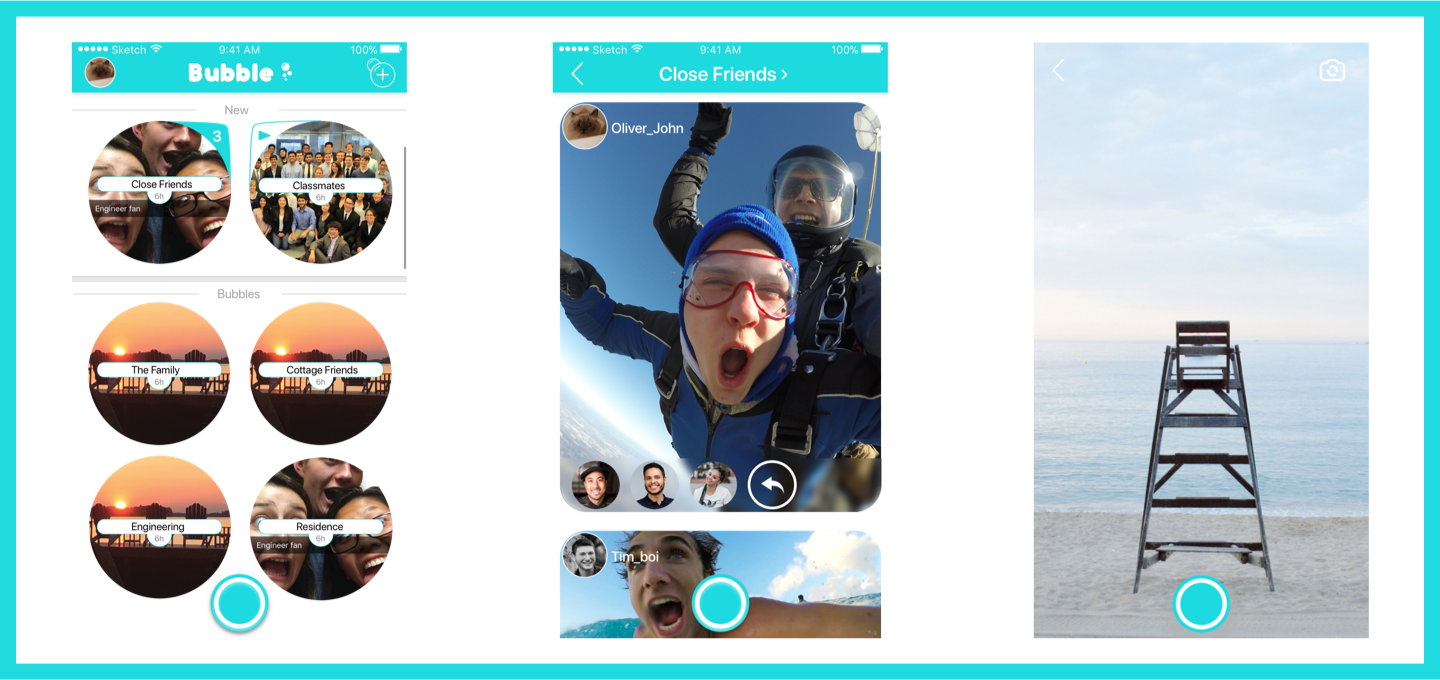 Sketch 9:41 AM 100%
Bubble
New
3
Close Friends
6h
Engineer fan
Classmates
6h
Bubbles
The Family
6h
Cottage Friends
6h
Engineering
6h
Residence
6h
Engineer fan
Sketch 9:41 AM 100%
Close Friends
Oliver_John
Tim_boi